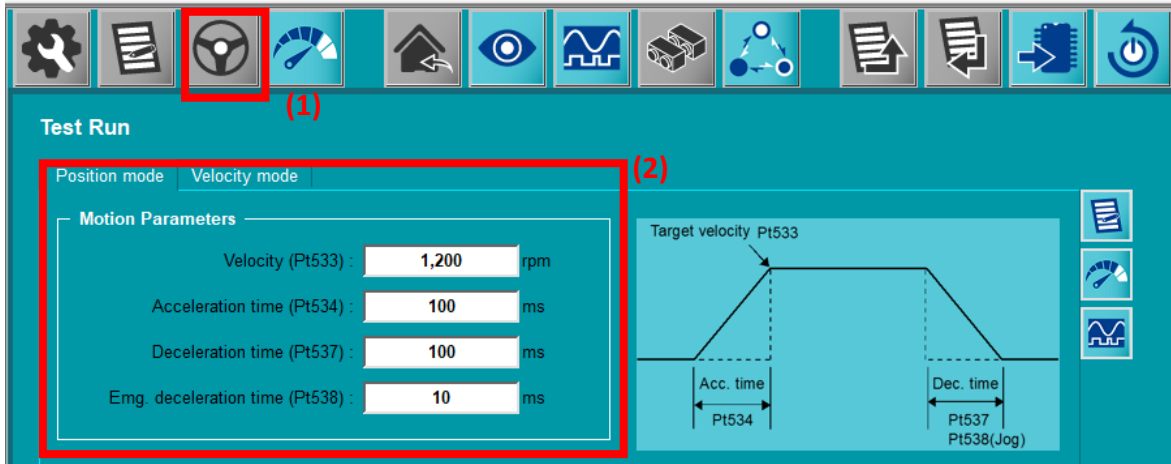 (1)
Test Run
(2)
Position mode Velocity mode
Motion Parameters
Velocity (Pt533) : 1,200 rpm
Acceleration time (Pt534) : 100 ms
Deceleration time (Pt537) : 100 ms
Emg. deceleration time (Pt538) : 10 ms
Target velocity Pt533
Acc. time Dec. time
Pt534 Pt537
Pt538(Jog)